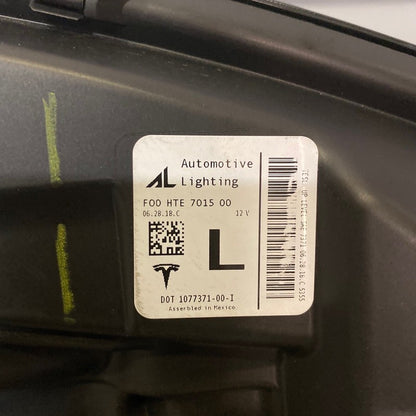 AL Automotive
Lighting
F00 HTE 7015 00
06.28.18.C 12 V
L
DOT 1077371-00-I
Assembled in Mexico